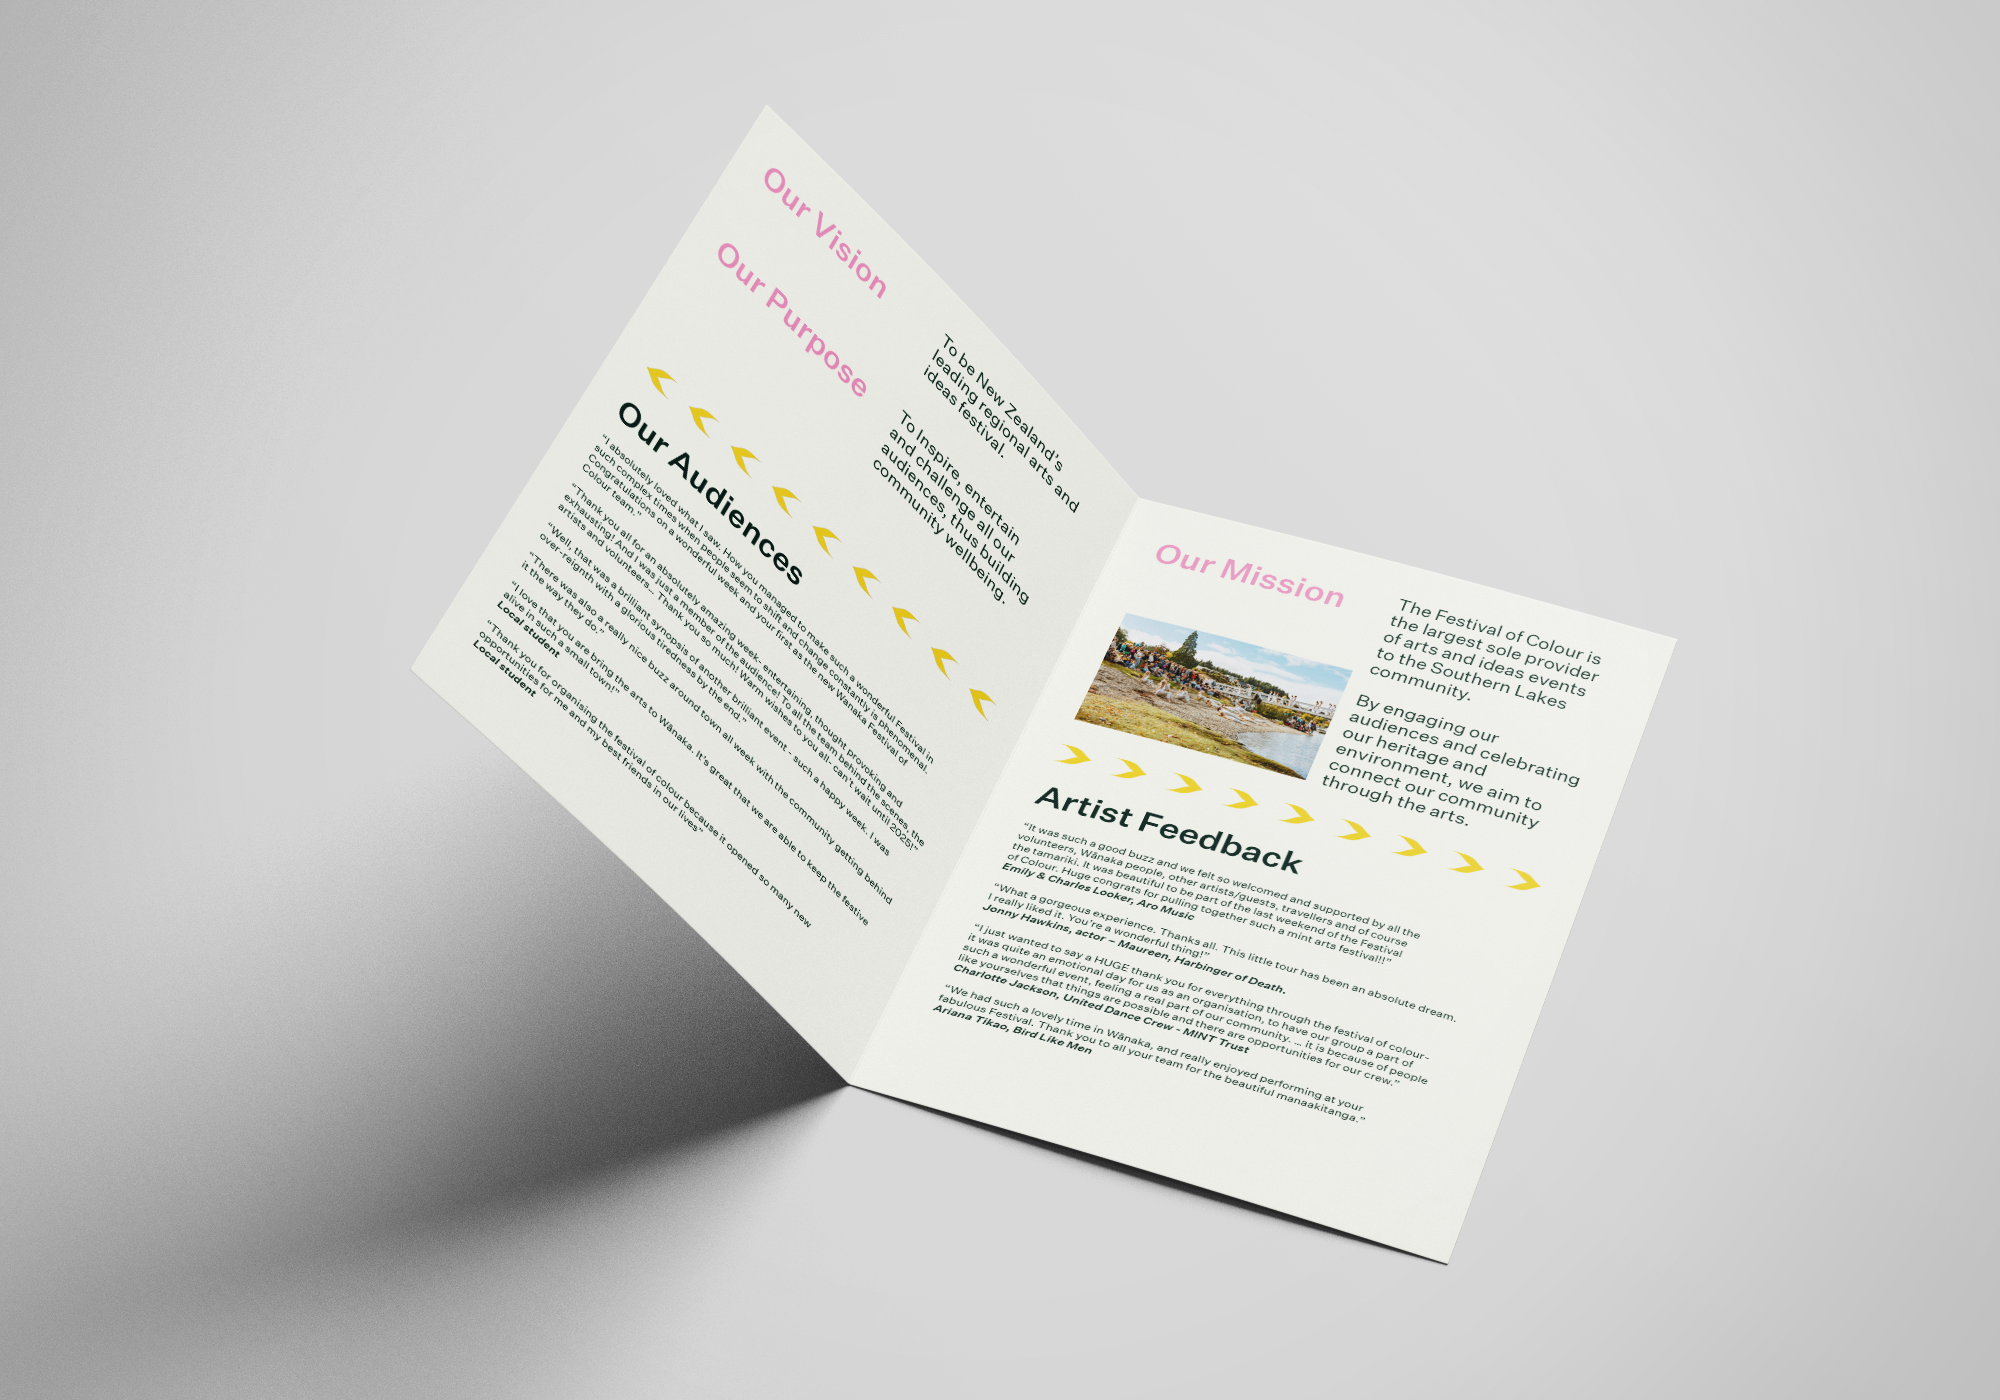 Our Vision
To be New Zealand's
leading regional arts and
ideas festival.
Our Purpose
To Inspire, entertain
and challenge all our
audiences, thus building
community wellbeing.
Our Audiences
“I absolutely loved what I saw. How you managed to make such a wonderful Festival in
such complex times when people seem to shift and change constantly is phenomenal.
Congratulations on a wonderful week and your first as the new Wanaka Festival of
Colour team.”
“Thank you all for an absolutely amazing week- entertaining, thought provoking and
exhausting! And I was just a member of the audience! To all the team behind the scenes, the
artists and volunteers... Thank you so much! Warm wishes to you all- can't wait until 2025!”
“Well, that was a brilliant synopsis of another brilliant event - such a happy week. I was
over-reignth with a glorious tiredness by the end.”
“There was also a really nice buzz around town all week with the community getting behind
it the way they do.”
“I love that you are bring the arts to Wānaka. It's great that we are able to keep the festive
alive in such a small town!”
Local student
“Thank you for organising the festival of colour because it opened so many new
opportunities for me and my best friends in our lives”
Local student
Our Mission
The Festival of Colour is
the largest sole provider
of arts and ideas events
to the Southern Lakes
community.
By engaging our
audiences and celebrating
our heritage and
environment, we aim to
connect our community
through the arts.
Artist Feedback
“It was such a good buzz and we felt so welcomed and supported by all the
volunteers, Wānaka people, other artists/guests, travellers and of course
the tamariki. It was beautiful to be part of the last weekend of the Festival
of Colour. Huge congrats for pulling together such a mint arts festival!!”
Emily & Charles Looker, Aro Music
“What a gorgeous experience. Thanks all. This little tour has been an absolute dream.
I really liked it. You're a wonderful thing!”
Jonny Hawkins, actor – Maureen, Harbinger of Death.
“I just wanted to say a HUGE thank you for everything through the festival of colour-
it was quite an emotional day for us as an organisation, to have our group a part of
such a wonderful event, feeling a real part of our community. ... it is because of people
like yourselves that things are possible and there are opportunities for our crew.”
Charlotte Jackson, United Dance Crew - MINT Trust
“We had such a lovely time in Wānaka, and really enjoyed performing at your
fabulous Festival. Thank you to all your team for the beautiful manaakitanga.”
Ariana Tikao, Bird Like Men